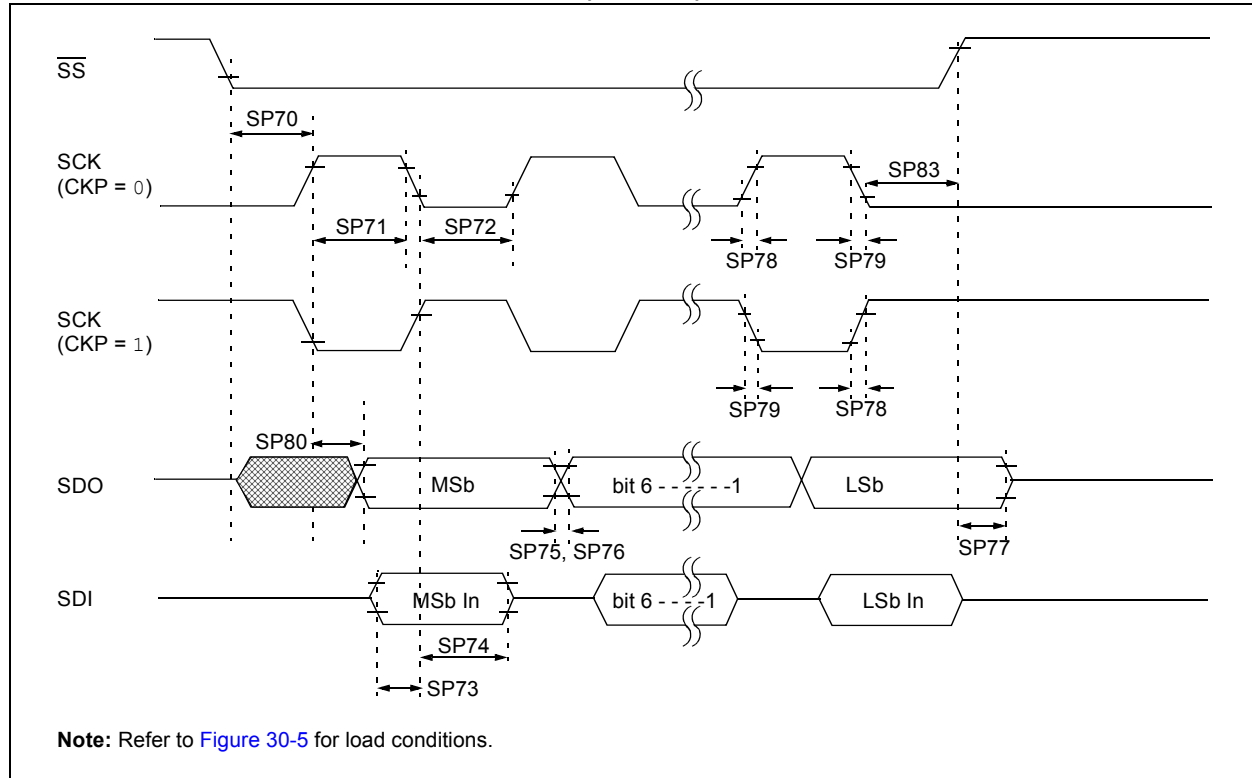 SS
SP70
SCK
(CKP = 0)
SP83
SP71
SP72
SP78
SP79
SCK
(CKP = 1)
SP79
SP78
SP80
SDO
MSb
bit 6 - - - - - -1
LSb
SP75, SP76
SP77
SDI
MSb In
bit 6 - - - -1
LSb In
SP74
SP73
Note: Refer to Figure 30-5 for load conditions.